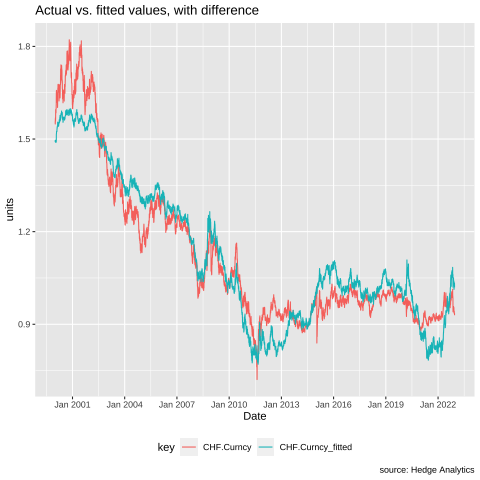 Actual vs. fitted values, with difference
units
1.8
1.5
1.2
0.9
Jan 2001 Jan 2004 Jan 2007 Jan 2010 Jan 2013 Jan 2016 Jan 2019 Jan 2022
Date
key CHF.Curncy CHF.Curncy_fitted
source: Hedge Analytics